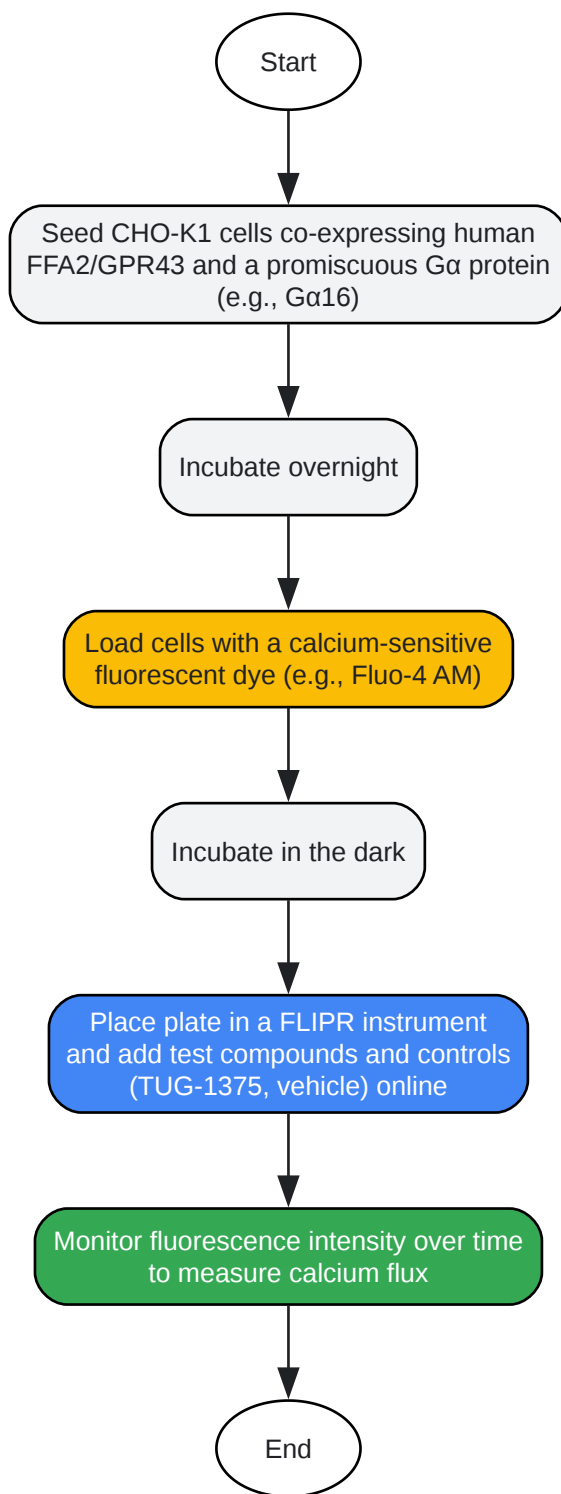 Start
Seed CHO-K1 cells co-expressing human
FFA2/GPR43 and a promiscuous Gα protein
(e.g., Gα16)
Incubate overnight
Load cells with a calcium-sensitive
fluorescent dye (e.g., Fluo-4 AM)
Incubate in the dark
Place plate in a FLIPR instrument
and add test compounds and controls
(TUG-1375, vehicle) online
Monitor fluorescence intensity over time
to measure calcium flux
End